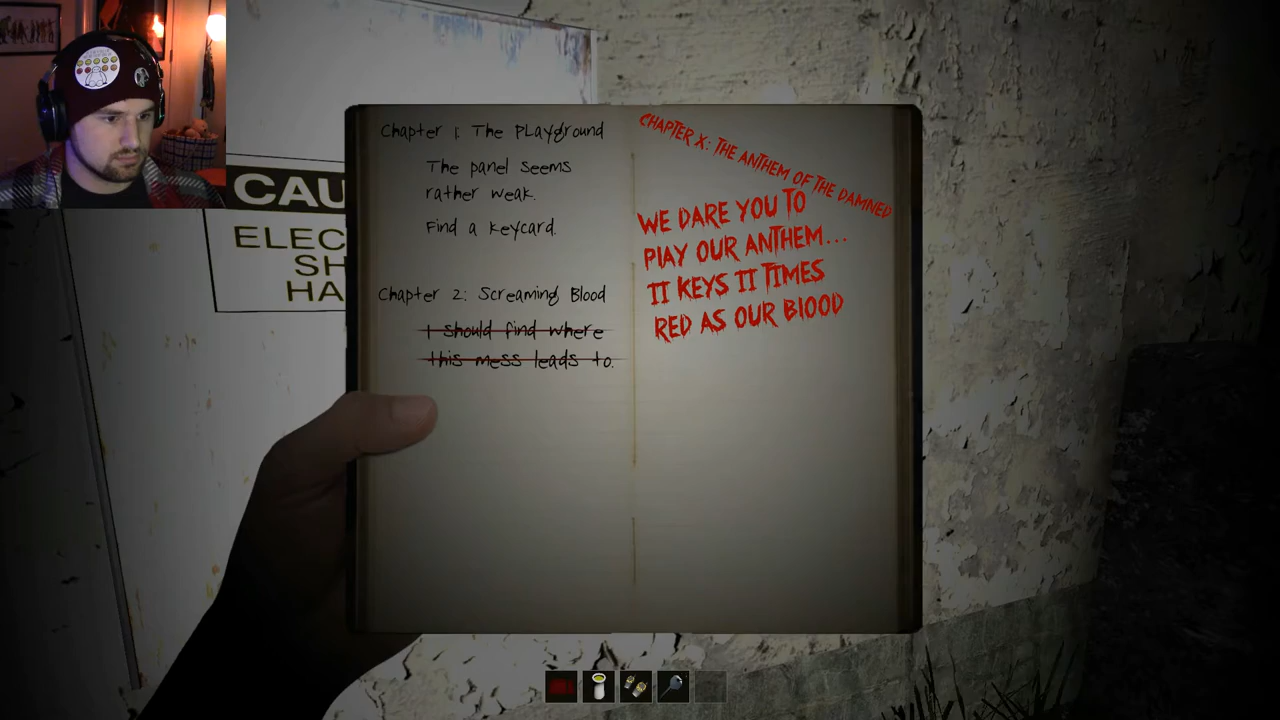 CAU
ELEC
SH
HA
Chapter 1: The Playground
The panel seems
rather weak.
Find a keycard.
Chapter 2: Screaming Blood
I should find where
this mess leads to.
CHAPTER X: THE ANTHEM OF THE DAMNED
WE DARE YOU TO
PLAY OUR ANTHEM...
11 KEYS 11 TIMES
RED AS OUR BLOOD